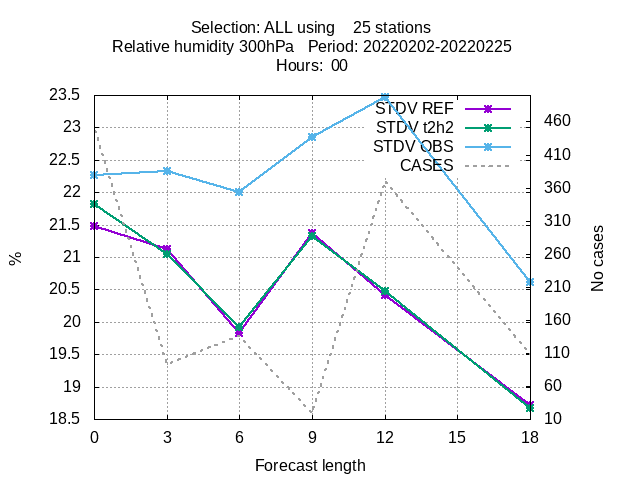 Selection: ALL using    25 stations
Relative humidity 300hPa   Period: 20220202-20220225
Hours:  00
STDV REF
STDV t2h2
STDV OBS
CASES
23.5
23
22.5
22
21.5
21
20.5
20
19.5
19
18.5
460
410
360
310
260
210
160
110
60
10
%
No cases
0 3 6 9 12 15 18
Forecast length